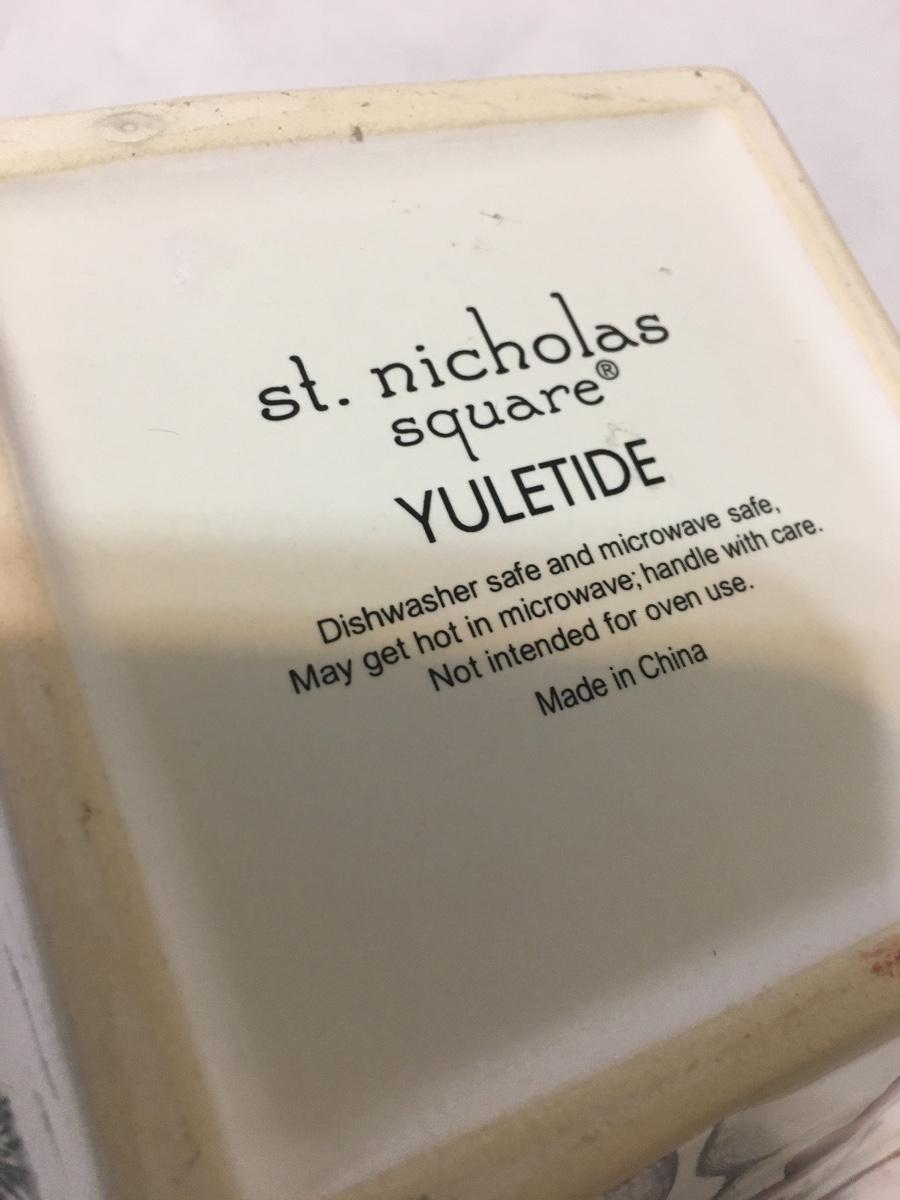 st. nicholas
square®
YULETIDE
Dishwasher safe and microwave safe,
May get hot in microwave; handle with care.
Not intended for oven use.
Made in China